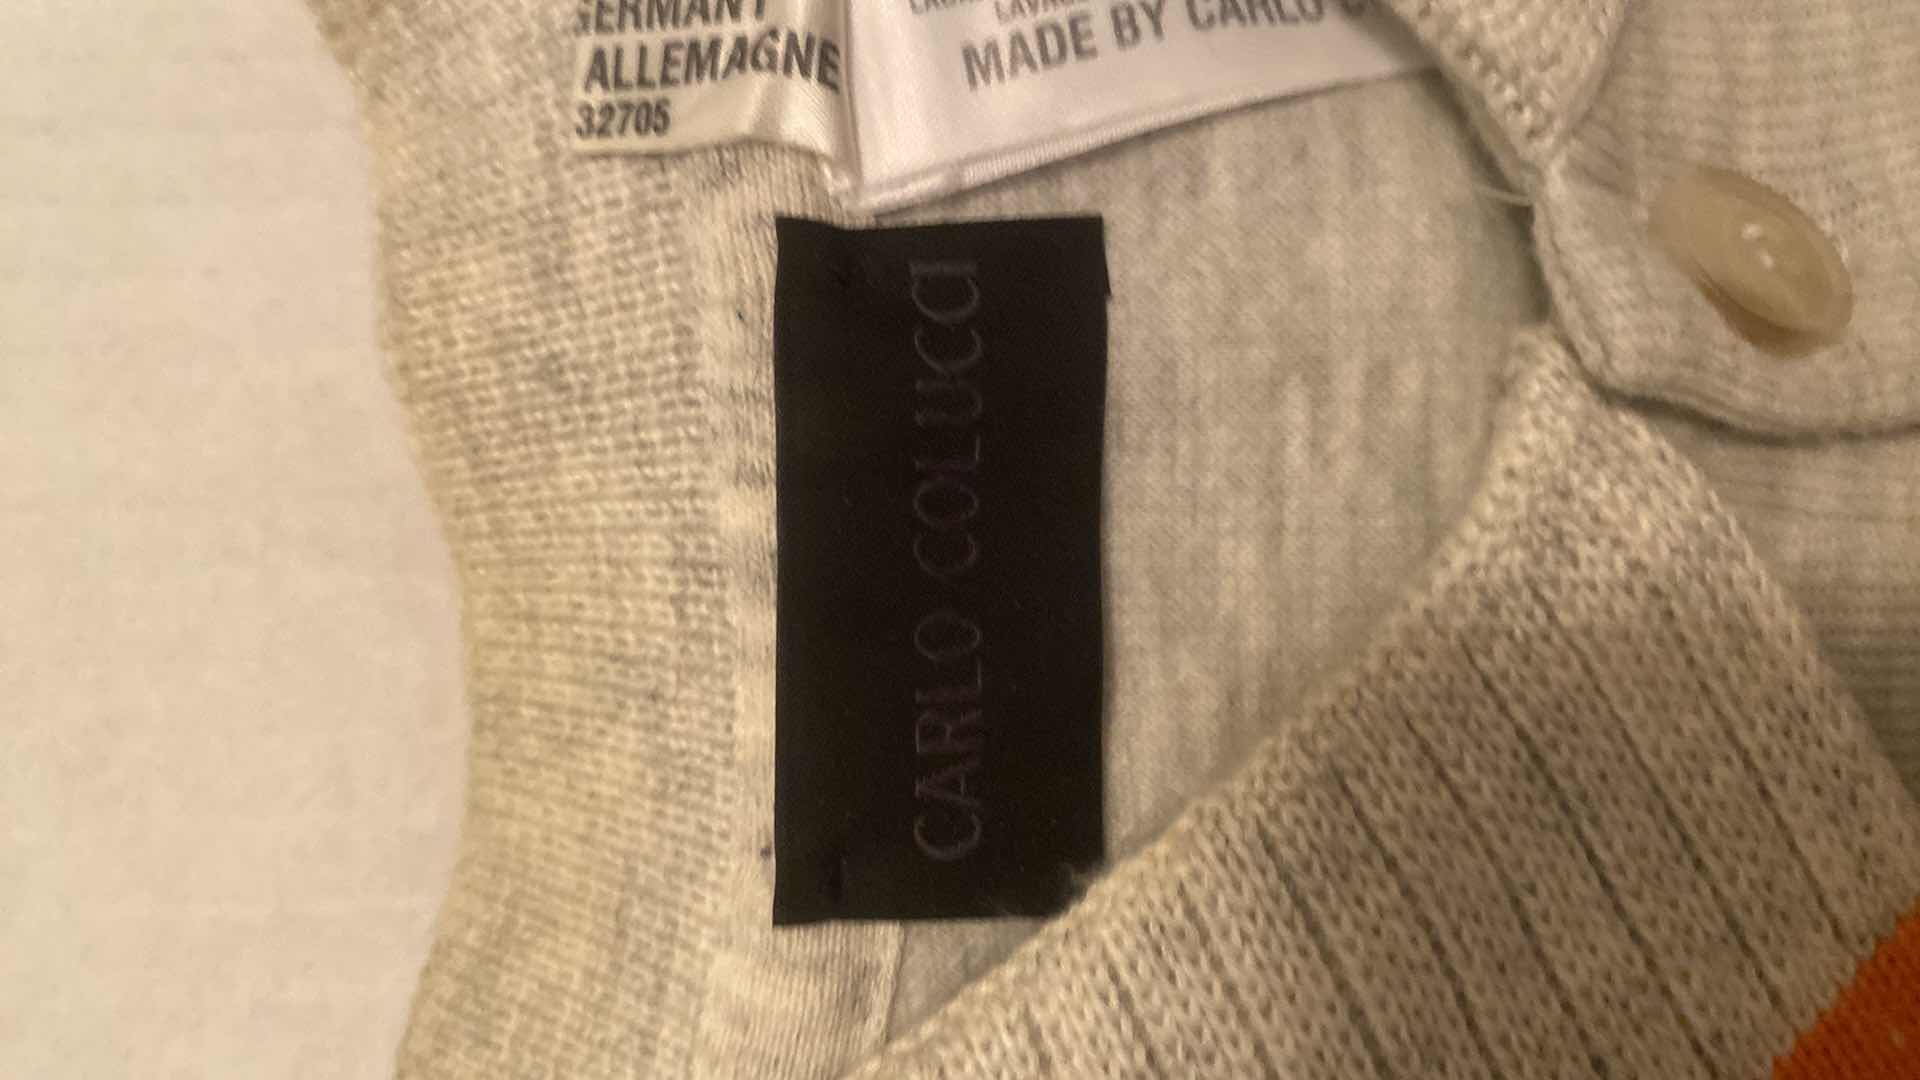 GERMANY
ALLEMAGNE
32705
MADE BY CARLO
CARLO COLUCCI